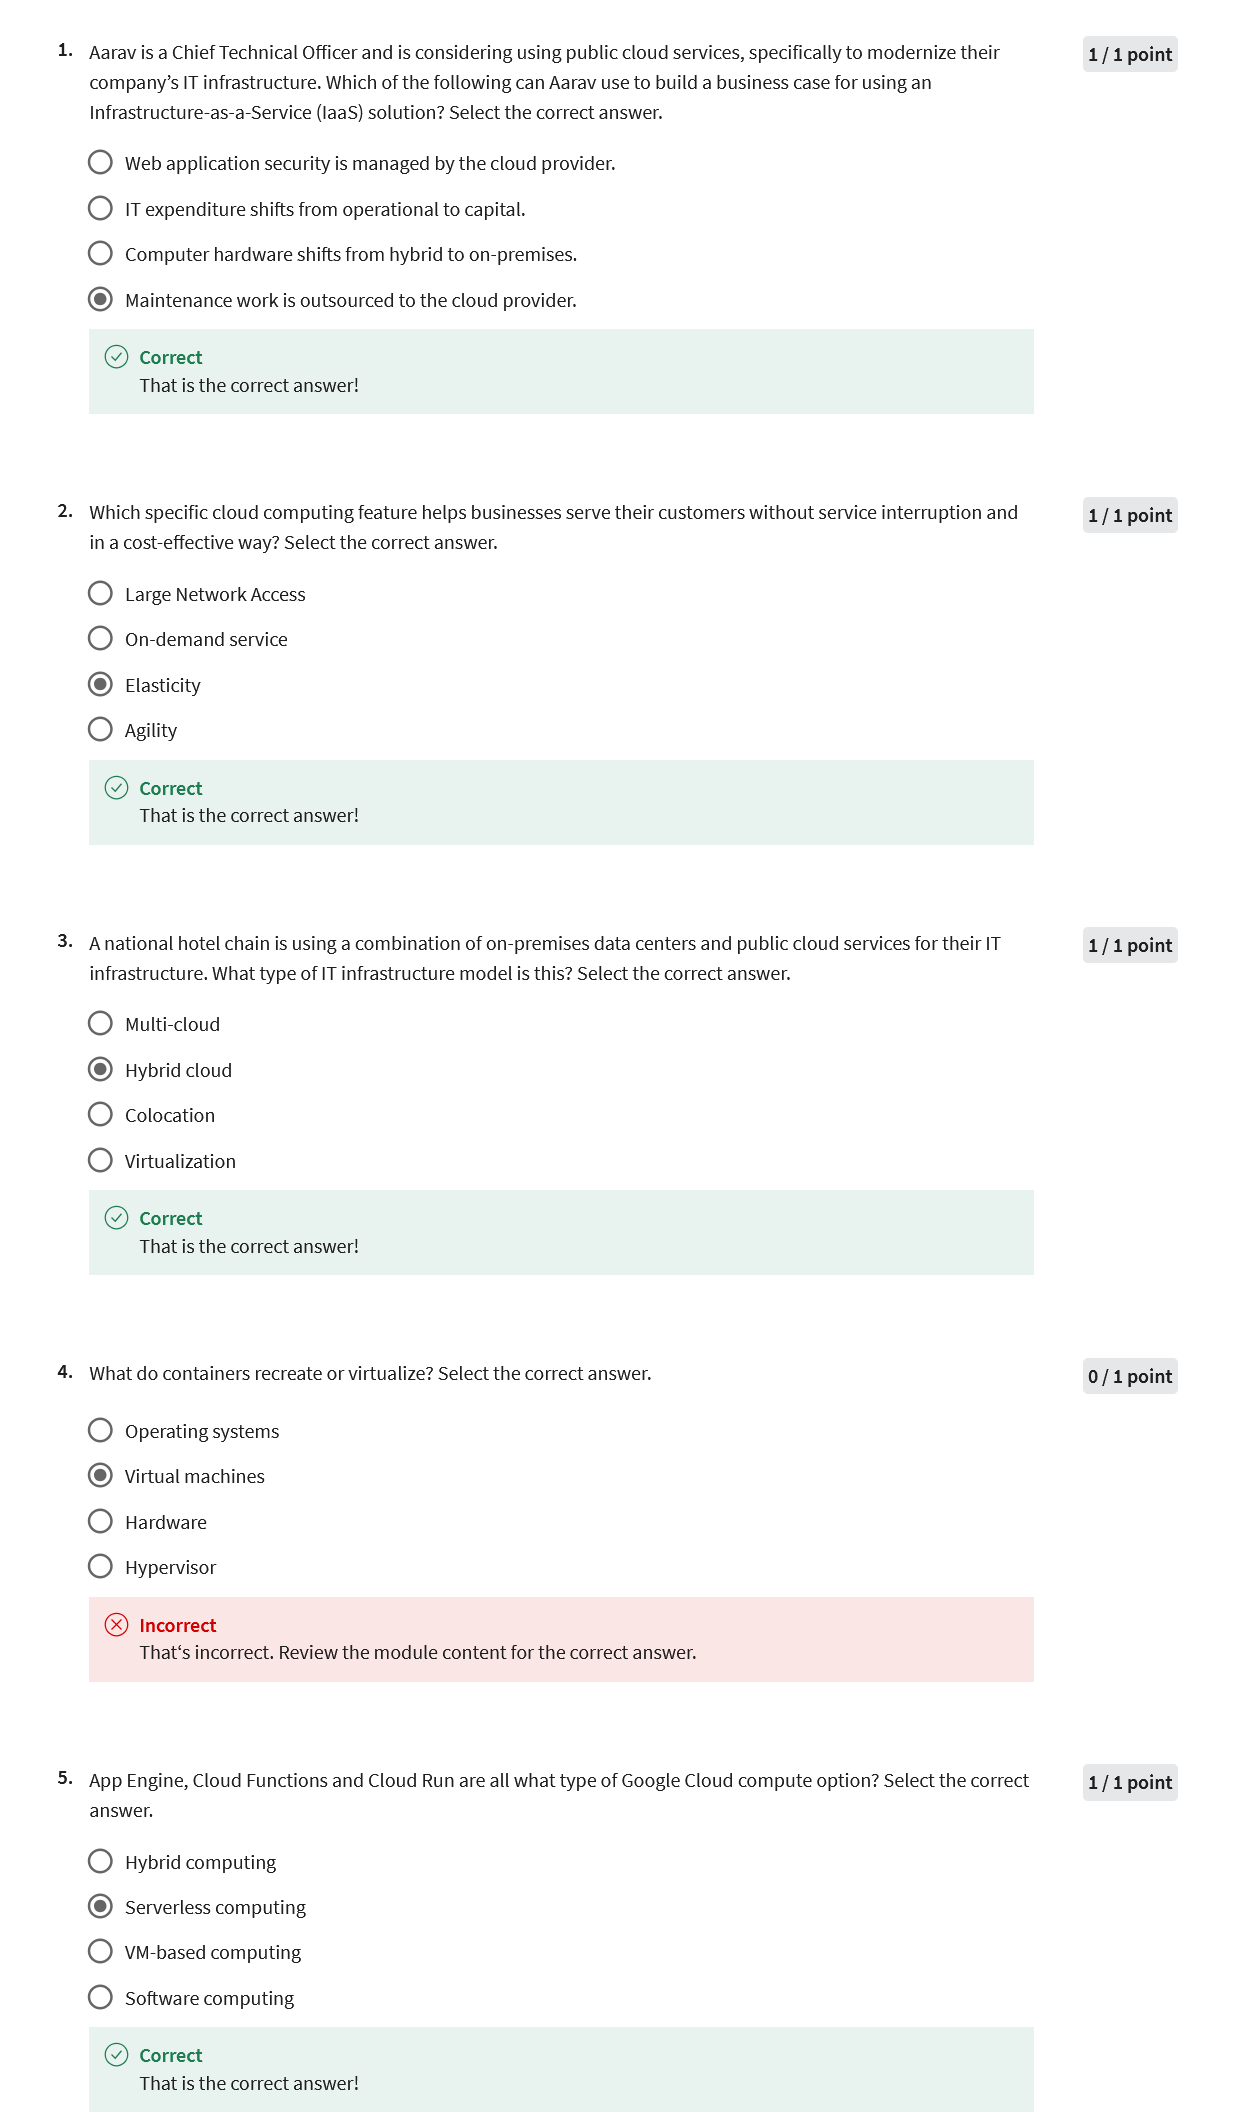 1. Aarav is a Chief Technical Officer and is considering using public cloud services, specifically to modernize their
company’s IT infrastructure. Which of the following can Aarav use to build a business case for using an
Infrastructure-as-a-Service (IaaS) solution? Select the correct answer.
1 / 1 point
Web application security is managed by the cloud provider.
IT expenditure shifts from operational to capital.
Computer hardware shifts from hybrid to on-premises.
Maintenance work is outsourced to the cloud provider.
Correct
That is the correct answer!
2. Which specific cloud computing feature helps businesses serve their customers without service interruption and
in a cost-effective way? Select the correct answer.
1 / 1 point
Large Network Access
On-demand service
Elasticity
Agility
Correct
That is the correct answer!
3. A national hotel chain is using a combination of on-premises data centers and public cloud services for their IT
infrastructure. What type of IT infrastructure model is this? Select the correct answer.
1 / 1 point
Multi-cloud
Hybrid cloud
Colocation
Virtualization
Correct
That is the correct answer!
4. What do containers recreate or virtualize? Select the correct answer.
0 / 1 point
Operating systems
Virtual machines
Hardware
Hypervisor
Incorrect
That‘s incorrect. Review the module content for the correct answer.
5. App Engine, Cloud Functions and Cloud Run are all what type of Google Cloud compute option? Select the correct
answer.
1 / 1 point
Hybrid computing
Serverless computing
VM-based computing
Software computing
Correct
That is the correct answer!